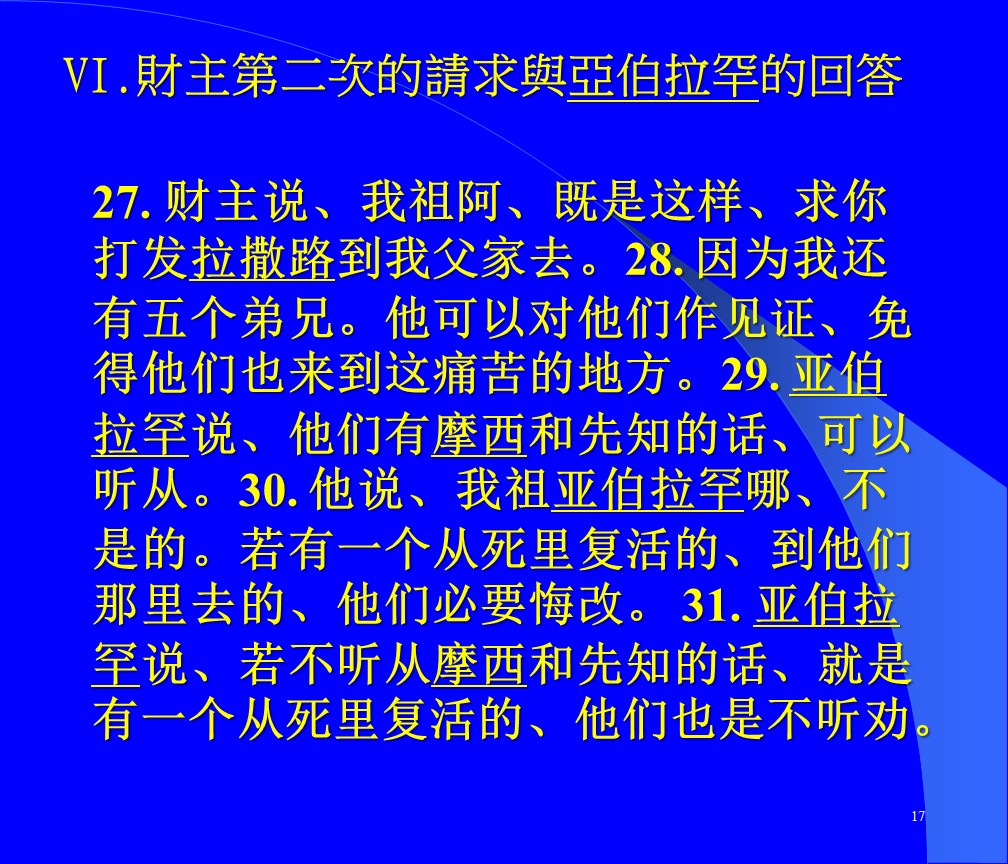 VI.財主第二次的請求與亞伯拉罕的回答
27. 财主说、我祖阿、既是这样、求你
打发拉撒路到我父家去。28. 因为我还
有五个弟兄。他可以对他们作见证、免
得他们也来到这痛苦的地方。29. 亚伯
拉罕说、他们有摩西和先知的话、可以
听从。30. 他说、我祖亚伯拉罕哪、不
是的。若有一个从死里复活的、到他们
那里去的、他们必要悔改。 31. 亚伯拉
罕说、若不听从摩西和先知的话、就是
有一个从死里复活的、他们也是不听劝。
17